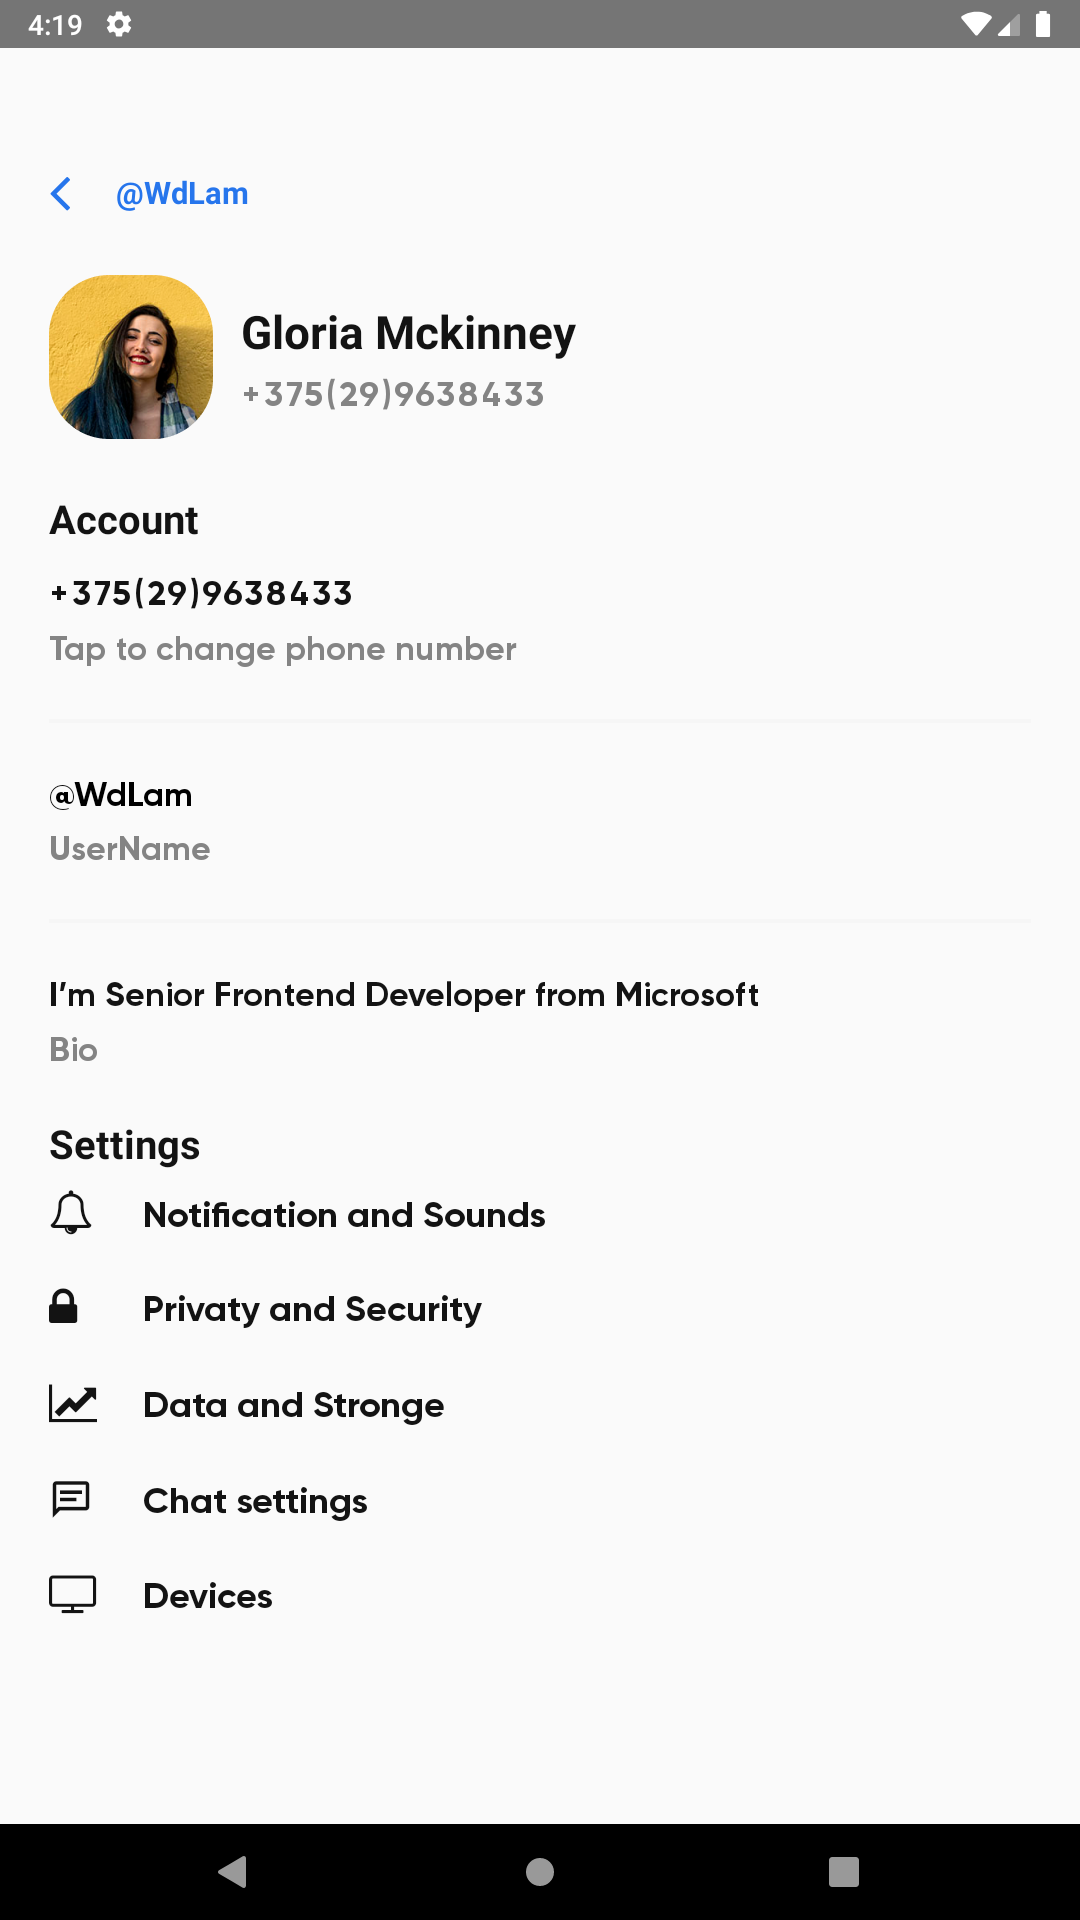 4:19
@WdLam
Gloria Mckinney
+375(29)9638433
Account
+375(29)9638433
Tap to change phone number
@WdLam
UserName
I’m Senior Frontend Developer from Microsoft
Bio
Settings
Notification and Sounds
Privaty and Security
Data and Stronge
Chat settings
Devices